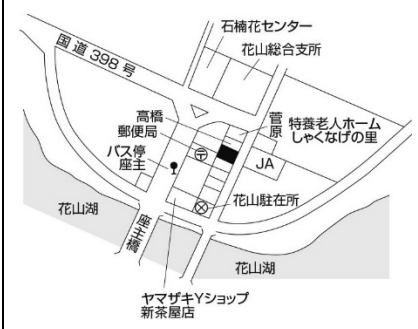 石楠花センター
国道398号
花山総合支所
高橋
郵便局
菅原
特養老人ホーム
しゃくなげの里
バス停
座主
〒
JA
花山湖
座主橋
花山駐在所
花山湖
ヤマザキYショップ
新茶屋店